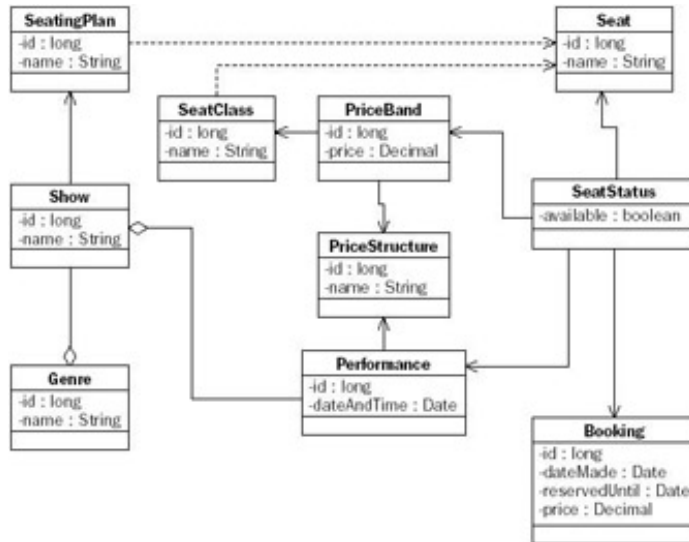 SeatingPlan
-id : long
-name : String
Seat
-id : long
-name : String
SeatClass
-id : long
-name : String
PriceBand
-id : long
-price : Decimal
Show
-id : long
-name : String
SeatStatus
-available : boolean
PriceStructure
-id : long
-name : String
Genre
-id : long
-name : String
Performance
-id : long
-dateAndTime : Date
Booking
-id : long
-dateMade : Date
-reservedUntil : Date
-price : Decimal